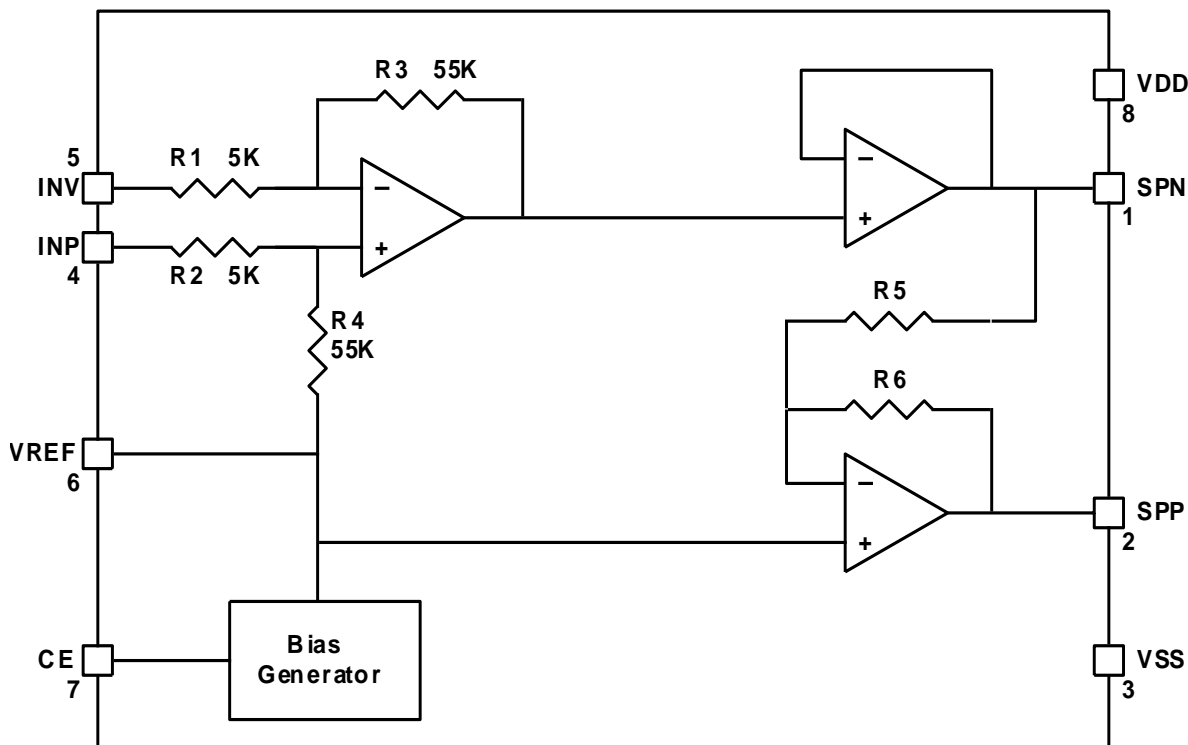 R3 55K
VDD
8
5
INV
R1 5K
−
+
−
+
SPN
1
INP
4
R2 5K
R4
55K
R5
R6
VREF
6
−
+
SPP
2
Bias
Generator
CE
7
VSS
3